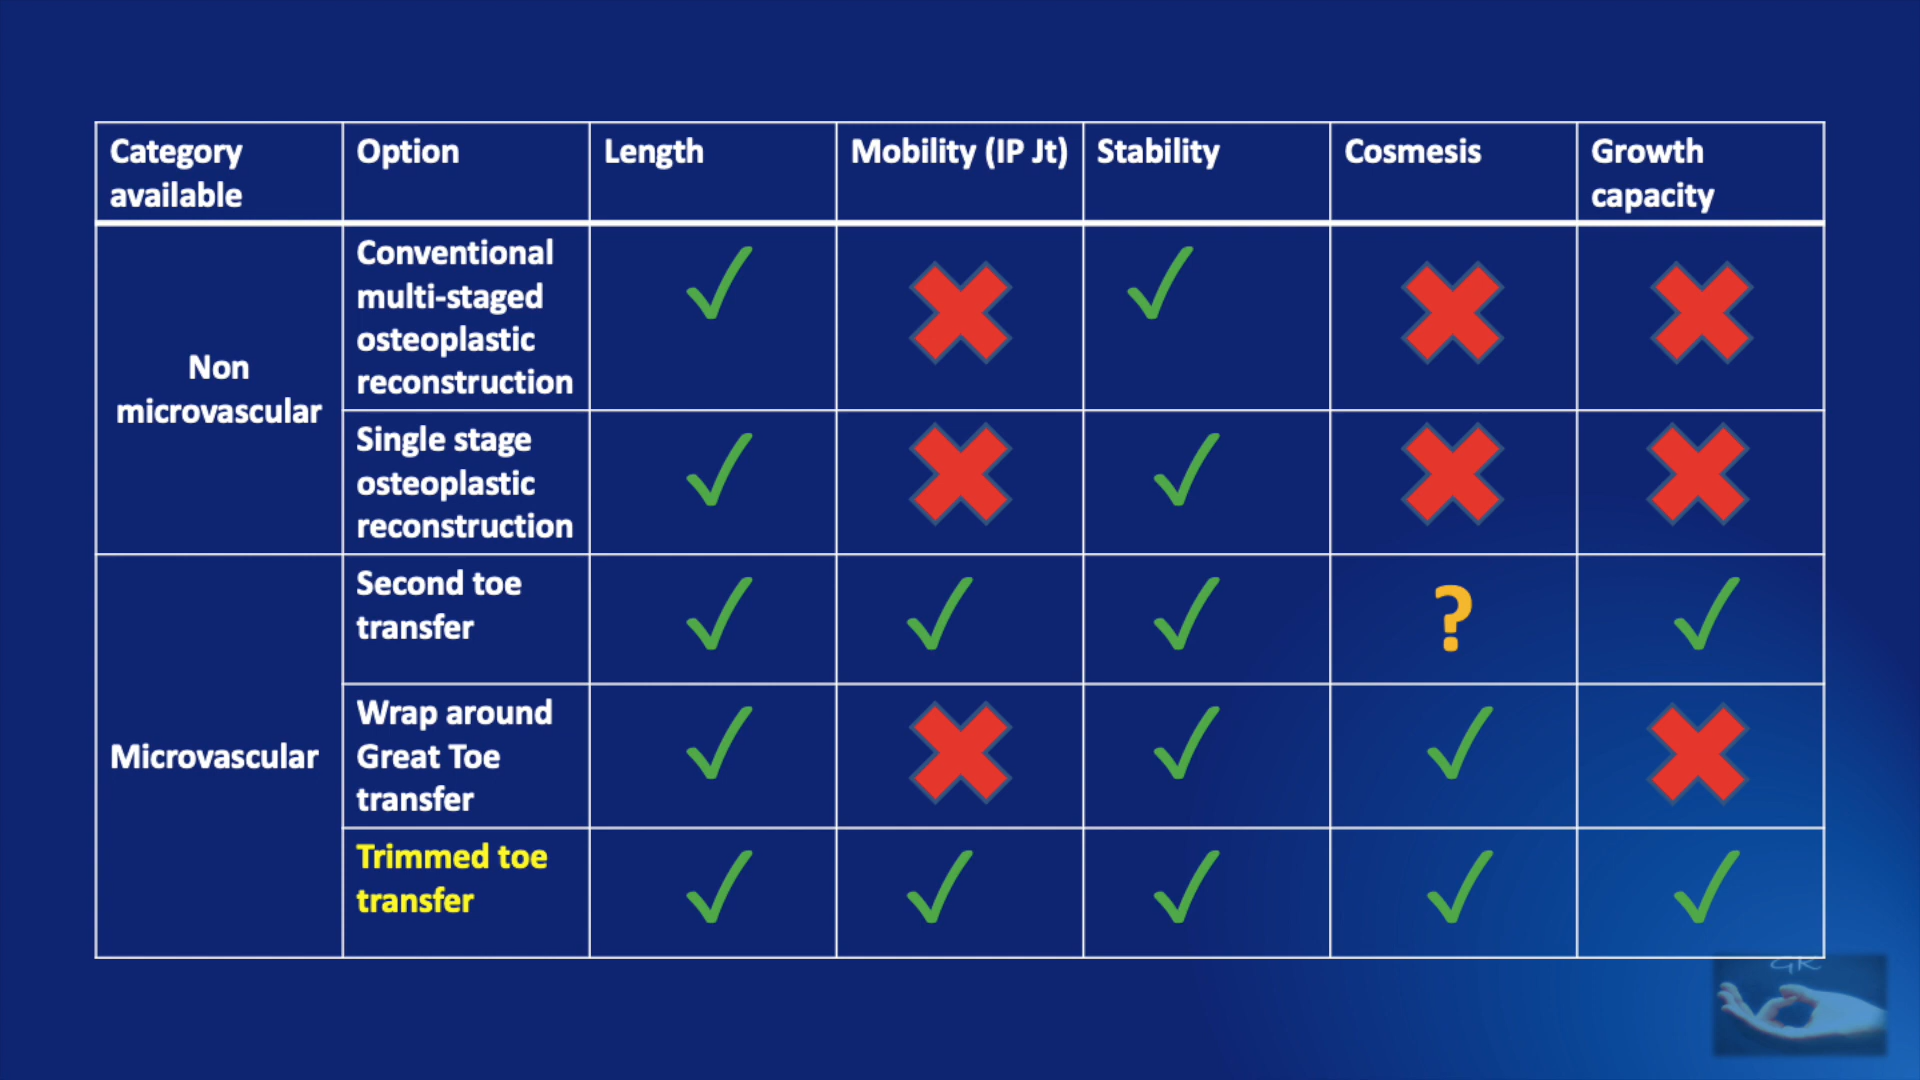 Category
available
Option
Length
Mobility (IP Jt)
Stability
Cosmesis
Growth
capacity
Non
microvascular
Conventional
multi-staged
osteoplastic
reconstruction
Single stage
osteoplastic
reconstruction
Microvascular
Second toe
transfer
?
Wrap around
Great Toe
transfer
Trimmed toe
transfer
GK